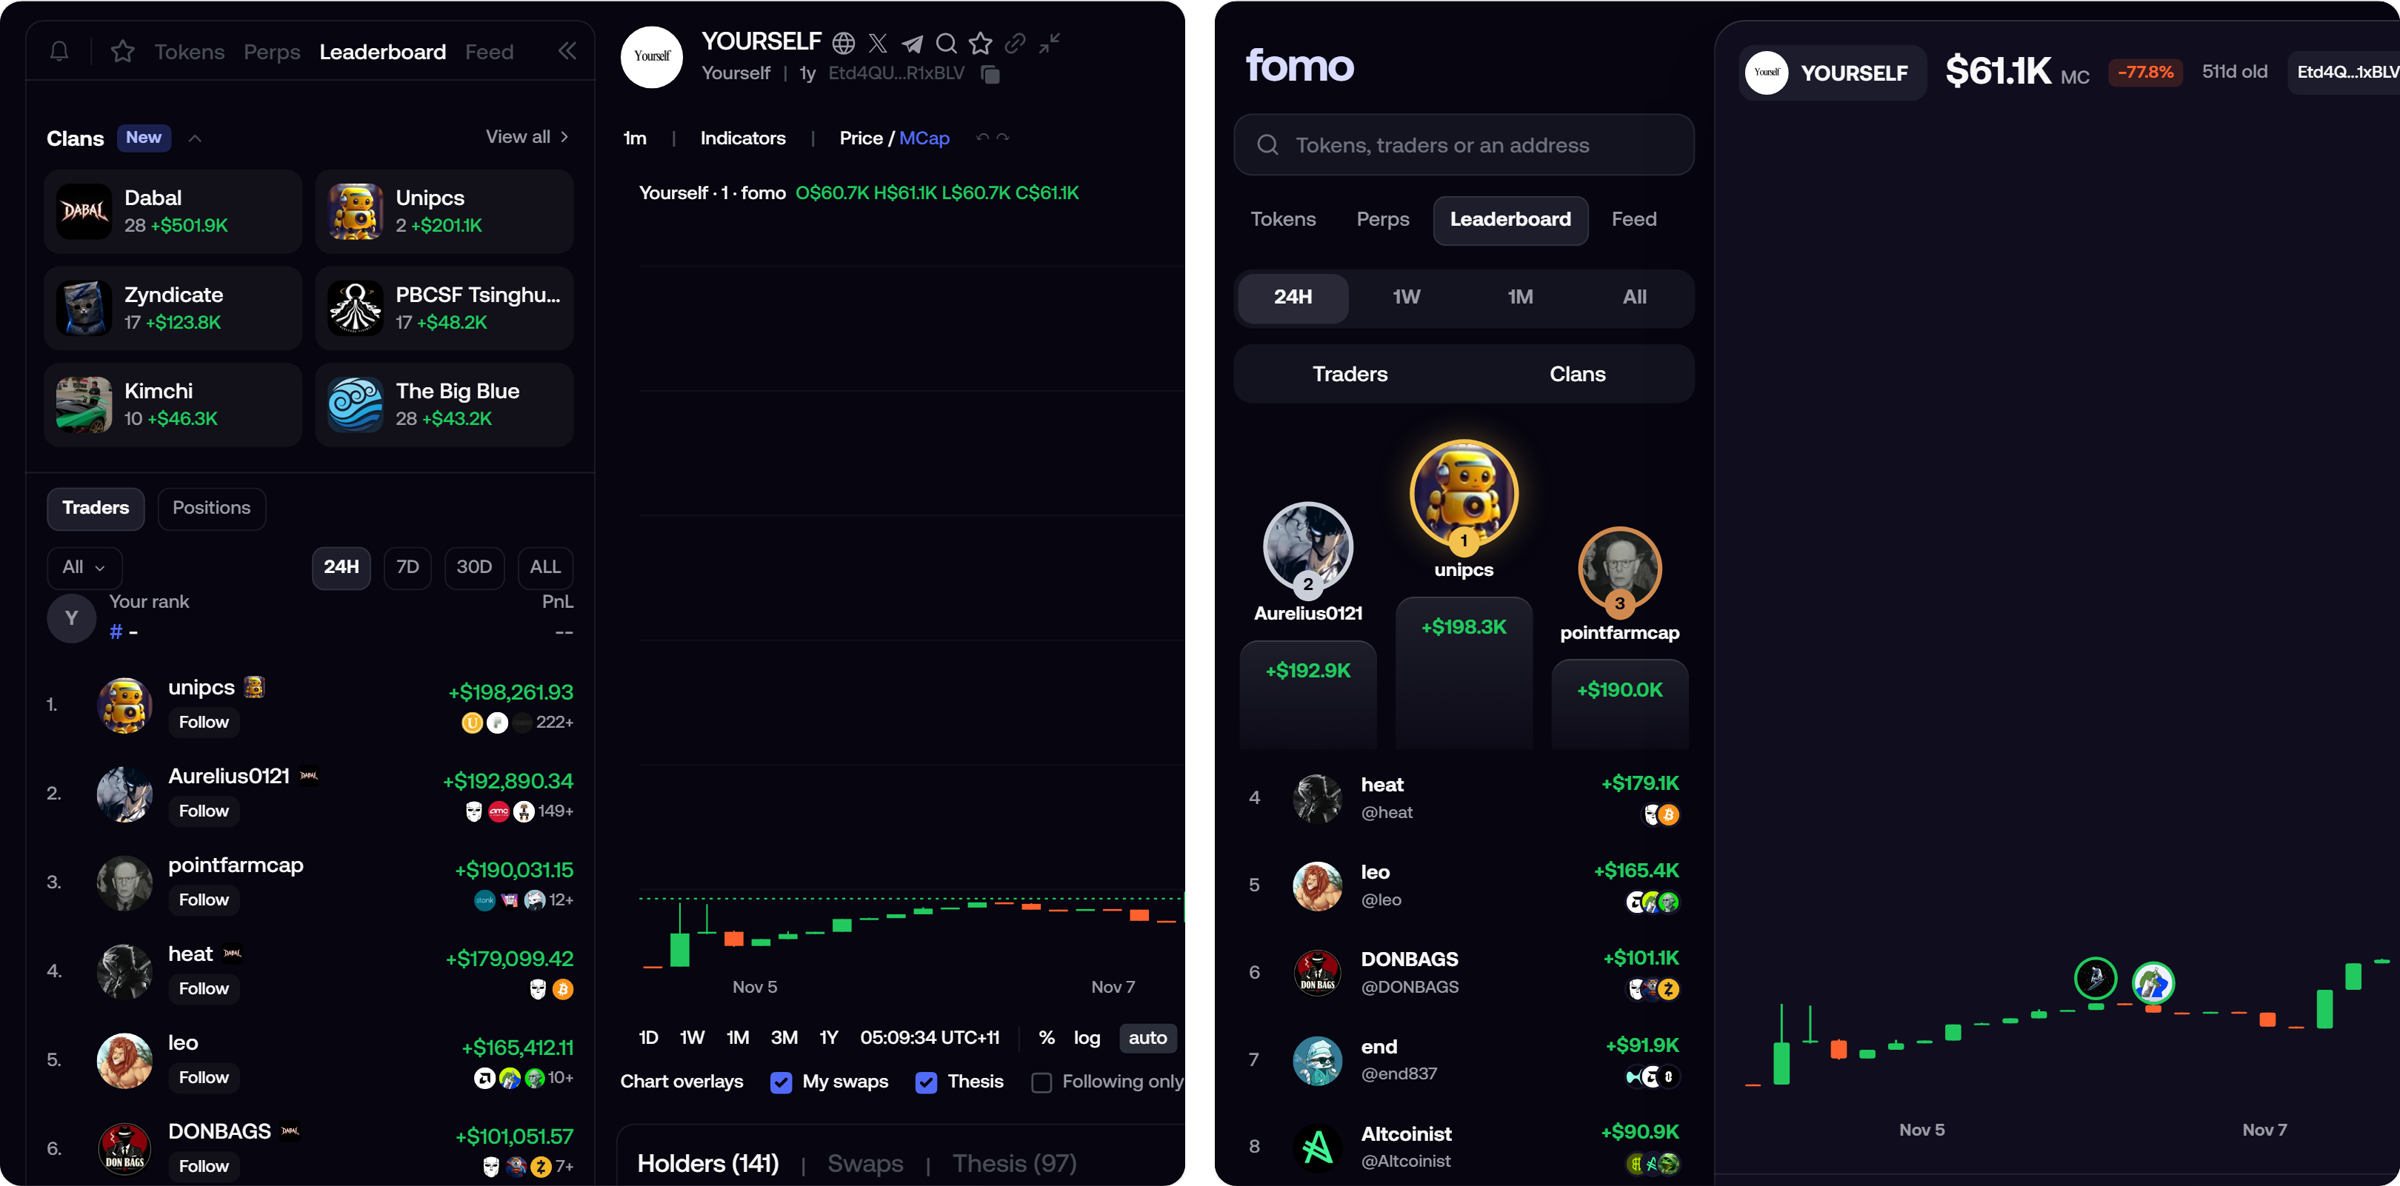 Tokens Perps Leaderboard Feed
Clans New View all
Dabal
28 +$501.9K
Unipcs
2 +$201.1K
Zyndicate
17 +$123.8K
PBCSF Tsinghu...
17 +$48.2K
Kimchi
10 +$46.3K
The Big Blue
28 +$43.2K
Traders Positions
All 24H 7D 30D ALL
Y Your rank PnL
# - --
1. unipcs +$198,261.93
Follow 222+
2. Aurelius0121 +$192,890.34
Follow 149+
3. pointfarmcap +$190,031.15
Follow 12+
4. heat +$179,099.42
Follow
5. leo +$165,412.11
Follow 10+
6. DONBAGS +$101,051.57
Follow 7+
DABAL
DON BAGS
Yourself
YOURSELF
Yourself | 1y Etd4QU...R1xBLV
1m | Indicators | Price / MCap
Yourself · 1 · fomo O$60.7K H$61.1K L$60.7K C$61.1K
Nov 5 Nov 7
1D 1W 1M 3M 1Y 05:09:34 UTC+11 % log auto
Chart overlays My swaps Thesis Following only
Holders (141) | Swaps | Thesis (97)
fomo
Tokens, traders or an address
Tokens Perps Leaderboard Feed
24H 1W 1M All
Traders Clans
1
unipcs
+$198.3K
2
Aurelius0121
+$192.9K
3
pointfarmcap
+$190.0K
4 heat +$179.1K
@heat
5 leo +$165.4K
@leo
6 DONBAGS +$101.1K
@DONBAGS
DON BAGS
7 end +$91.9K
@end837
8 Altcoinist +$90.9K
@Altcoinist
Yourself YOURSELF $61.1K MC -77.8% 511d old Etd4Q...1xBLV
Nov 5 Nov 7